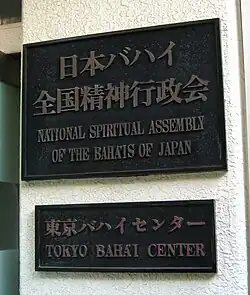 日本バハイ
全国精神行政会
NATIONAL SPIRITUAL ASSEMBLY
OF THE BAHA'IS OF JAPAN
東京バハイセンター
TOKYO BAHA'I CENTER